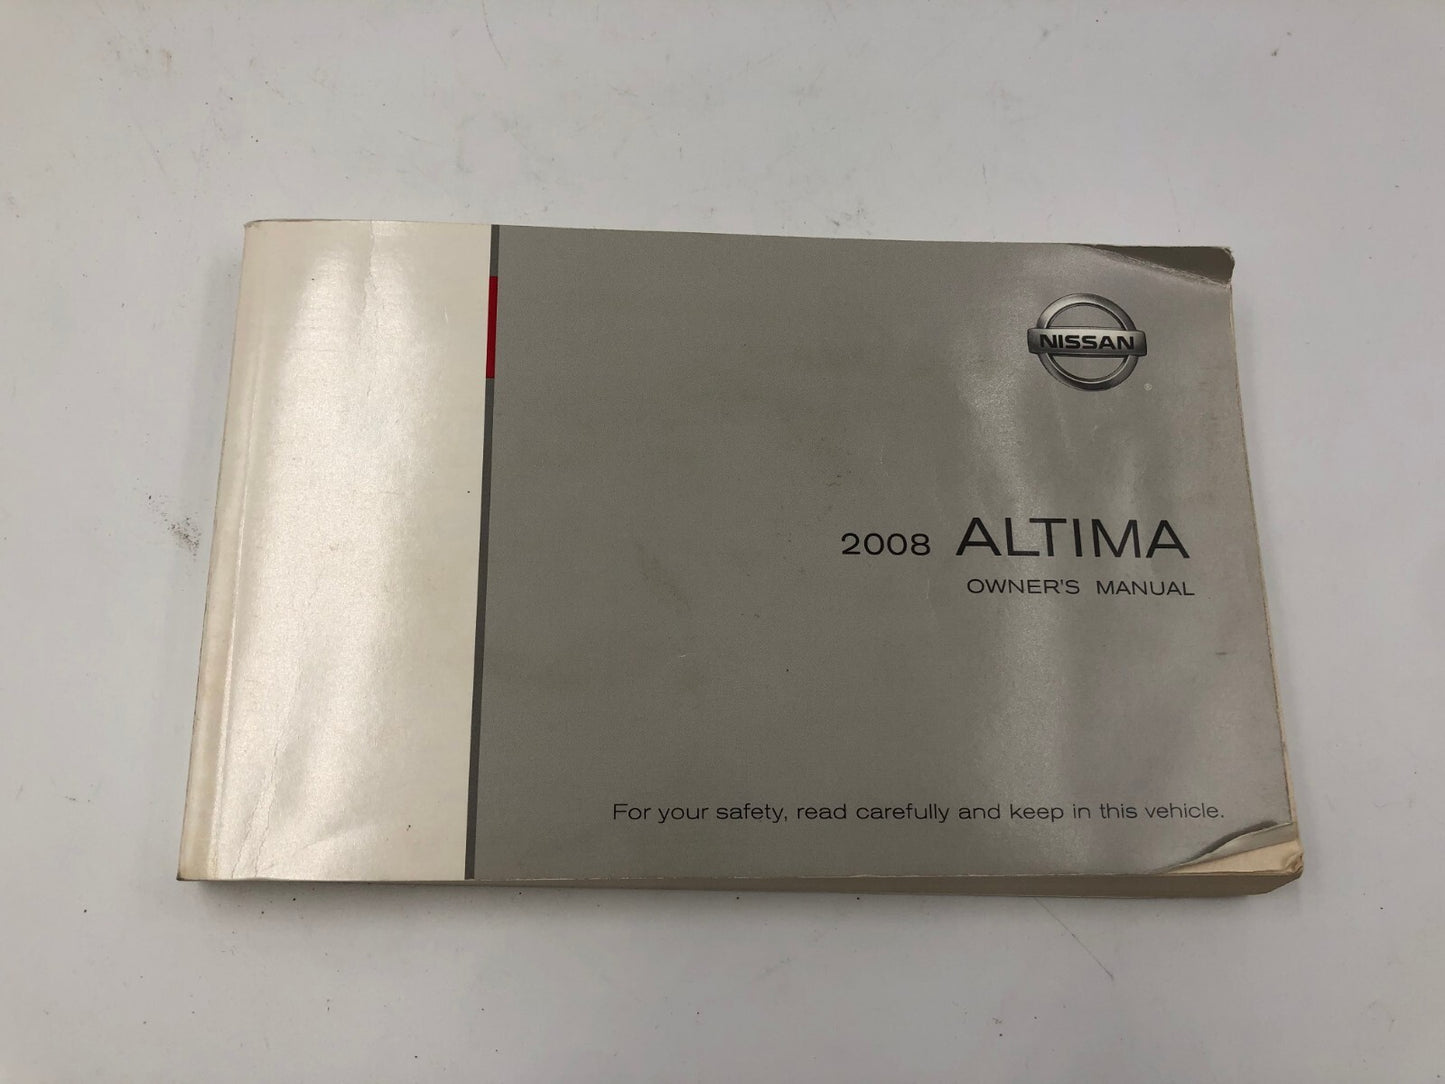 NISSAN
®
2008 ALTIMA
OWNER'S MANUAL
For your safety, read carefully and keep in this vehicle.